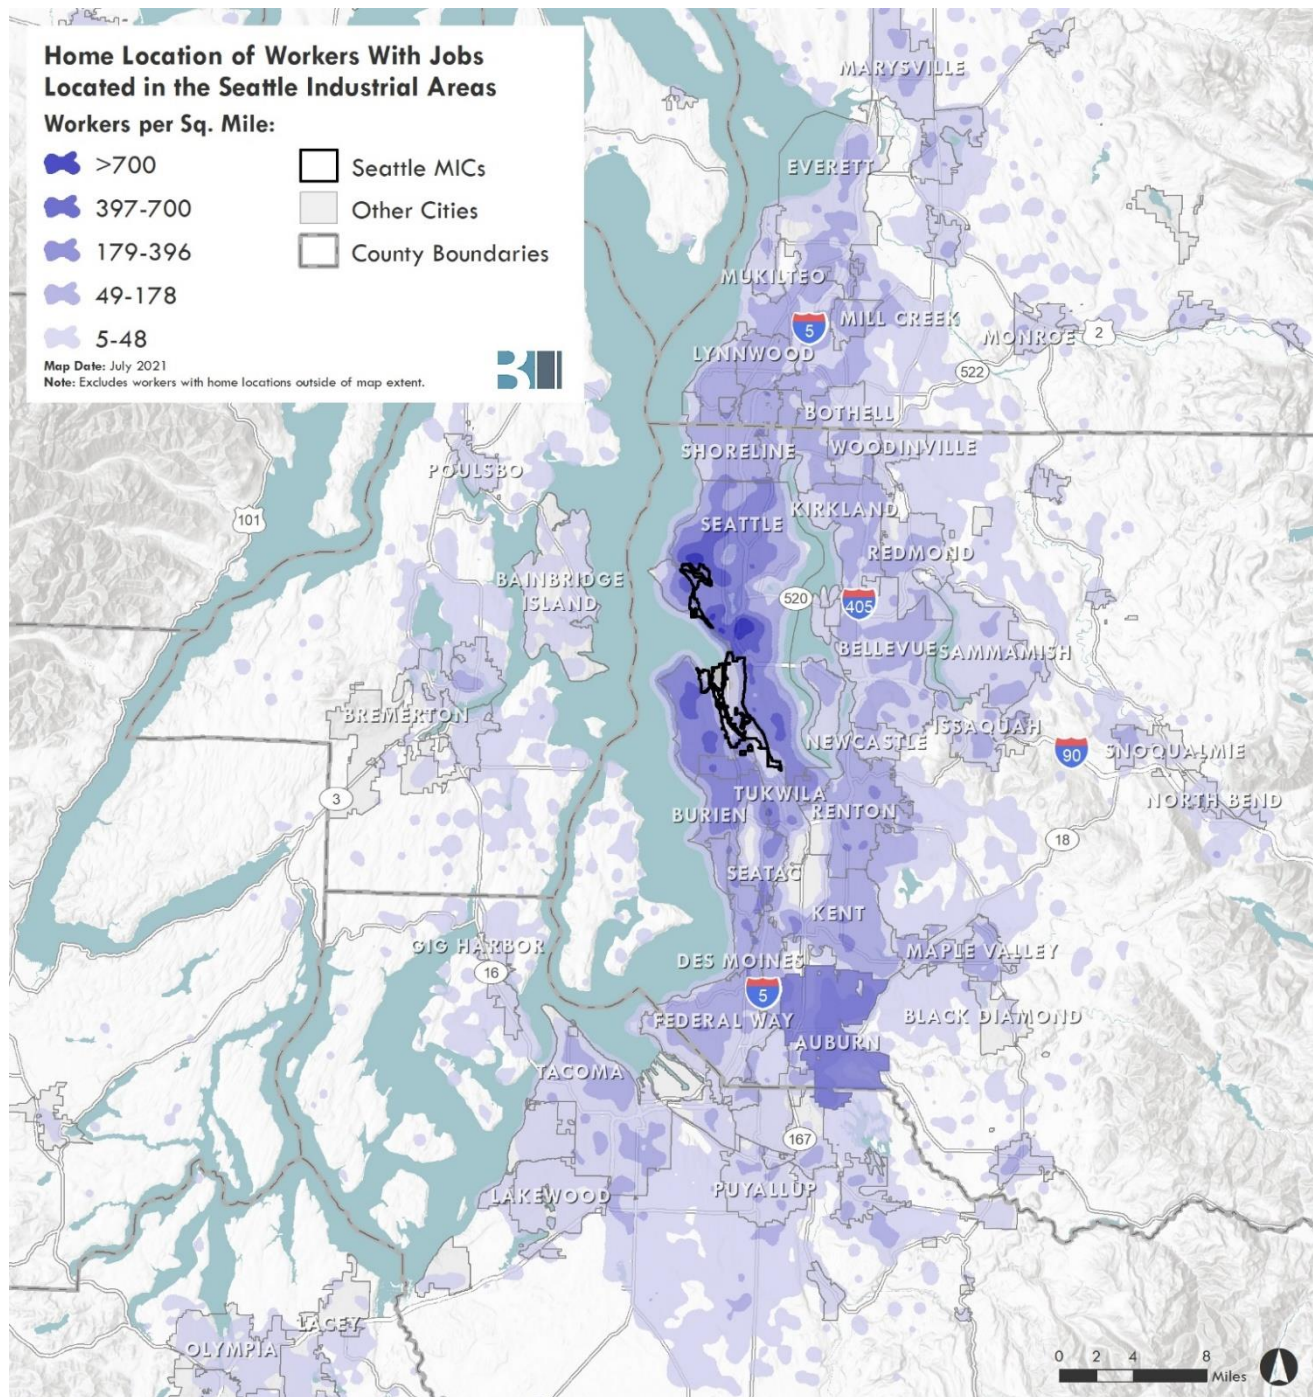 Home Location of Workers With Jobs
Located in the Seattle Industrial Areas
Workers per Sq. Mile:
>700
397-700
179-396
49-178
5-48
Seattle MICs
Other Cities
County Boundaries
Map Date: July 2021
Note: Excludes workers with home locations outside of map extent.
MARYSVILLE
EVERETT
MUKILTEO
5
MILL CREEK
LYNNWOOD
MONROE
2
522
BOTHELL
SHORELINE
WOODINVILLE
POULSBO
101
KIRKLAND
SEATTLE
REDMOND
BAINBRIDGE
ISLAND
520
405
BELLEVUE
SAMMAMISH
BREMERTON
ISSAQUAH
NEWCASTLE
90
SNOQUALMIE
3
TUKWILA
NORTH BEND
BURIEN
RENTON
18
SEATAC
KENT
GIG HARBOR
16
MAPLE VALLEY
DES MOINES
5
FEDERAL WAY
BLACK DIAMOND
AUBURN
TACOMA
167
LAKEWOOD
PUYALLUP
LACEY
OLYMPIA
0 2 4 8
Miles